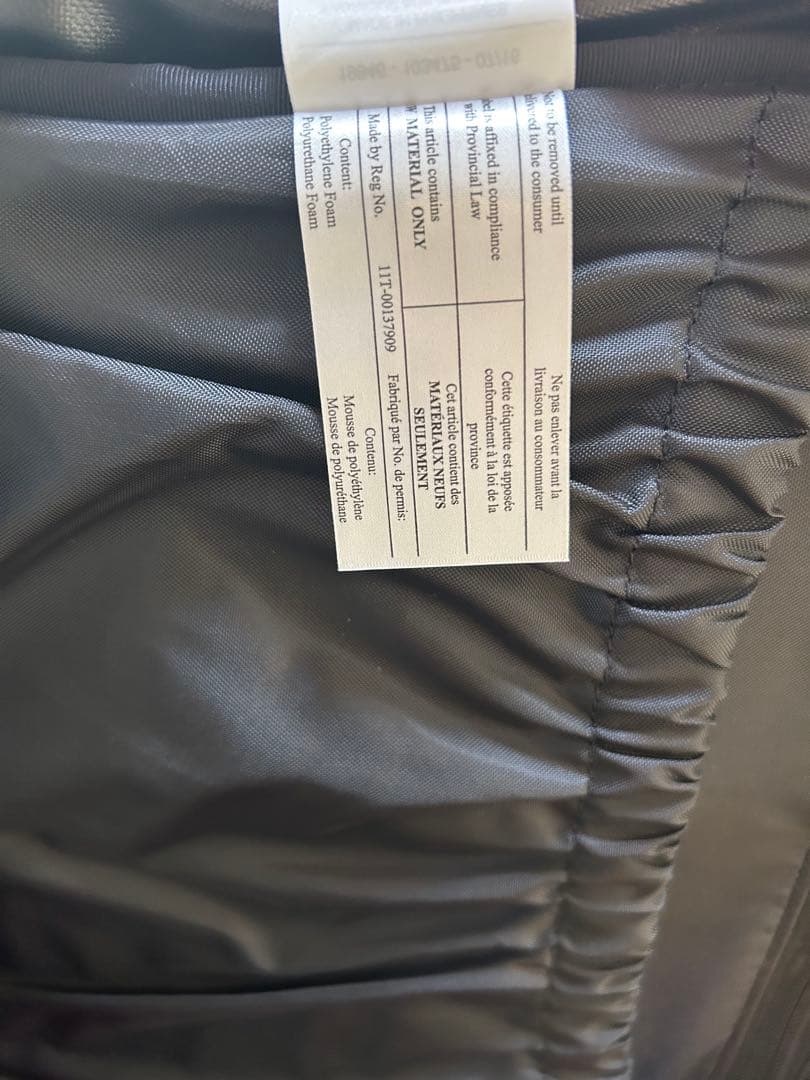 Not to be removed until
delivered to the consumer
Ne pas enlever avant la
livraison au consommateur
is affixed in compliance
with Provincial Law
Cette étiquette est apposée
conformément à la loi de la
province
This article contains
MATERIAL ONLY
Cet article contient des
MATÉRIAUX NEUFS
SEULEMENT
Made by Reg No.
11T-00137909
Fabriqué par No. de permis:
Content:
Polyethylene Foam
Polyurethane Foam
Contenu:
Mousse de polyéthylène
Mousse de polyuréthane